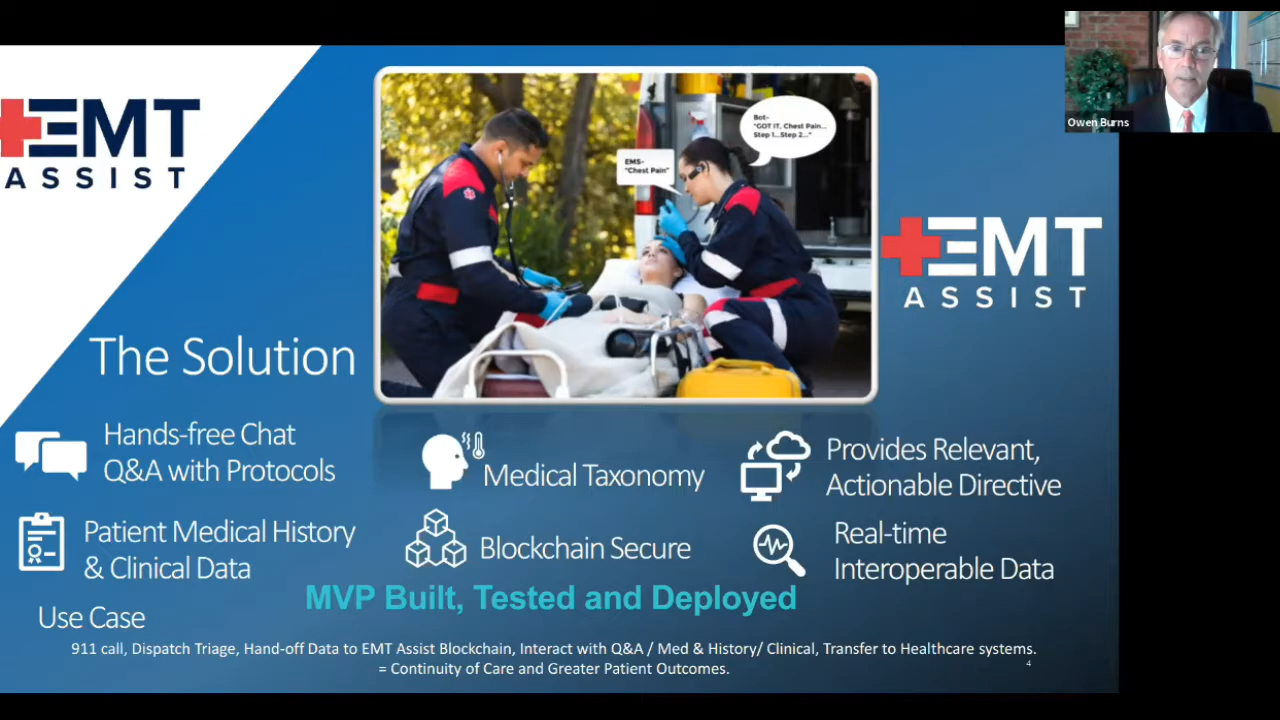 EMT
ASSIST
Bot-
"GOT IT, Chest Pain...
Step 1...Step 2..."
EMS-
"Chest Pain"
Owen Burns
EMT
ASSIST
The Solution
Hands-free Chat
Q&A with Protocols
Medical Taxonomy
Provides Relevant,
Actionable Directive
Patient Medical History
& Clinical Data
Blockchain Secure
Real-time
Interoperable Data
MVP Built, Tested and Deployed
Use Case
911 call, Dispatch Triage, Hand-off Data to EMT Assist Blockchain, Interact with Q&A / Med & History/ Clinical, Transfer to Healthcare systems.
= Continuity of Care and Greater Patient Outcomes.
4